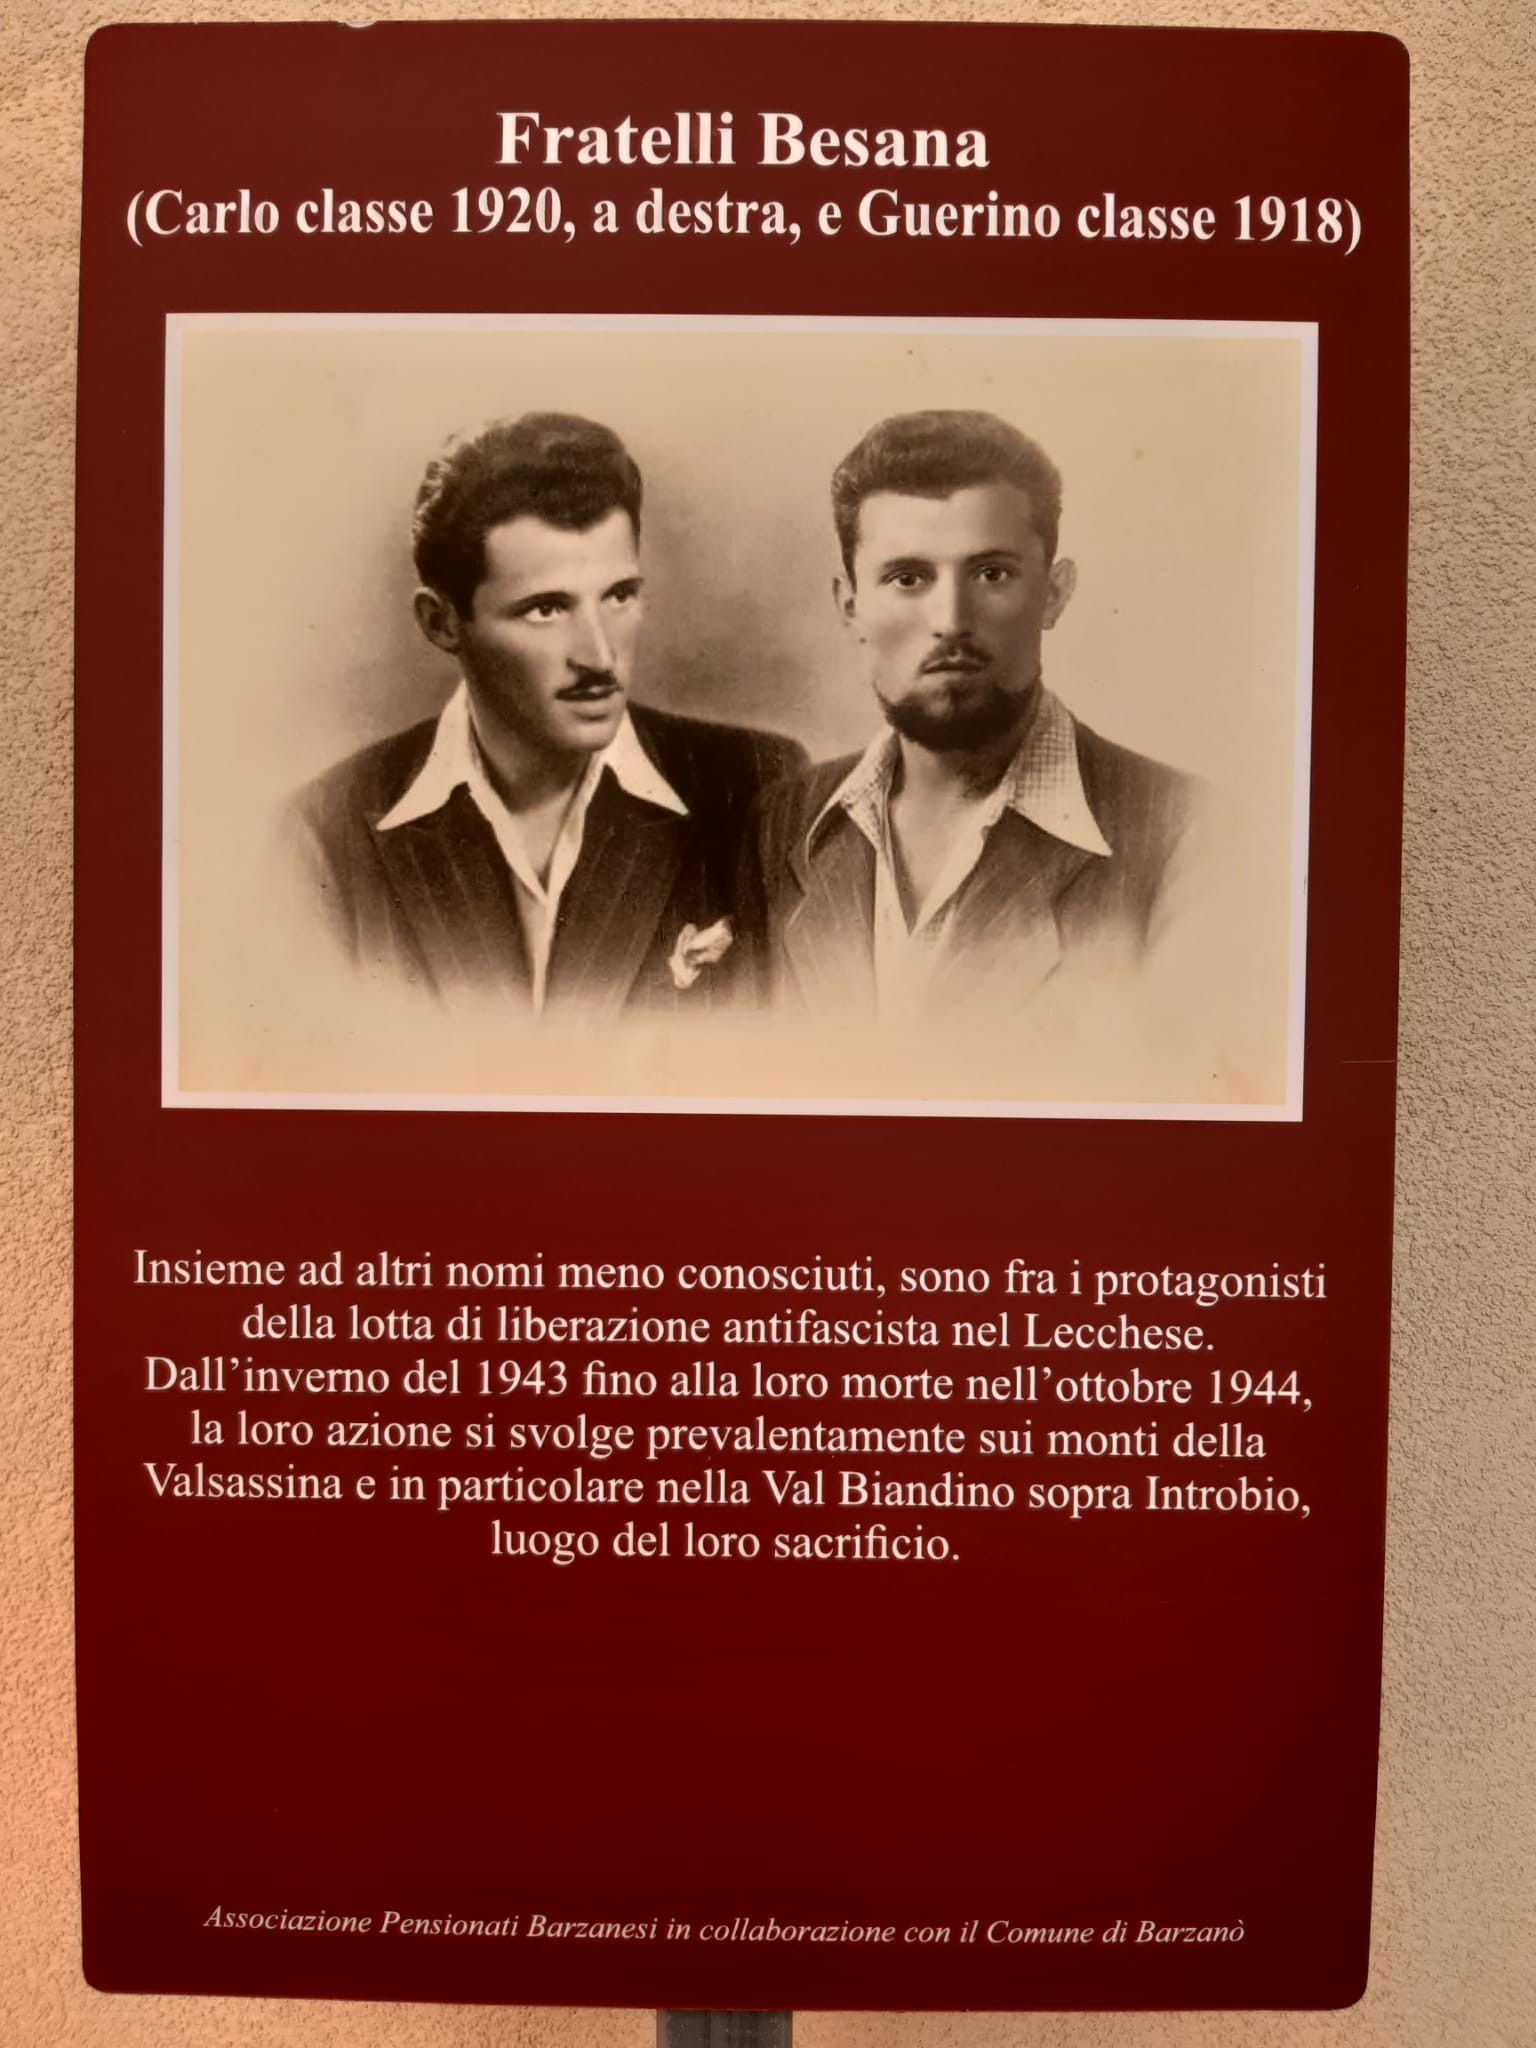 Fratelli Besana
(Carlo classe 1920, a destra, e Guerino classe 1918)
Insieme ad altri nomi meno conosciuti, sono fra i protagonisti
della lotta di liberazione antifascista nel Lecchese.
Dall’inverno del 1943 fino alla loro morte nell’ottobre 1944,
la loro azione si svolge prevalentamente sui monti della
Valsassina e in particolare nella Val Biandino sopra Introbio,
luogo del loro sacrificio.
Associazione Pensionati Barzanesi in collaborazione con il Comune di Barzanò